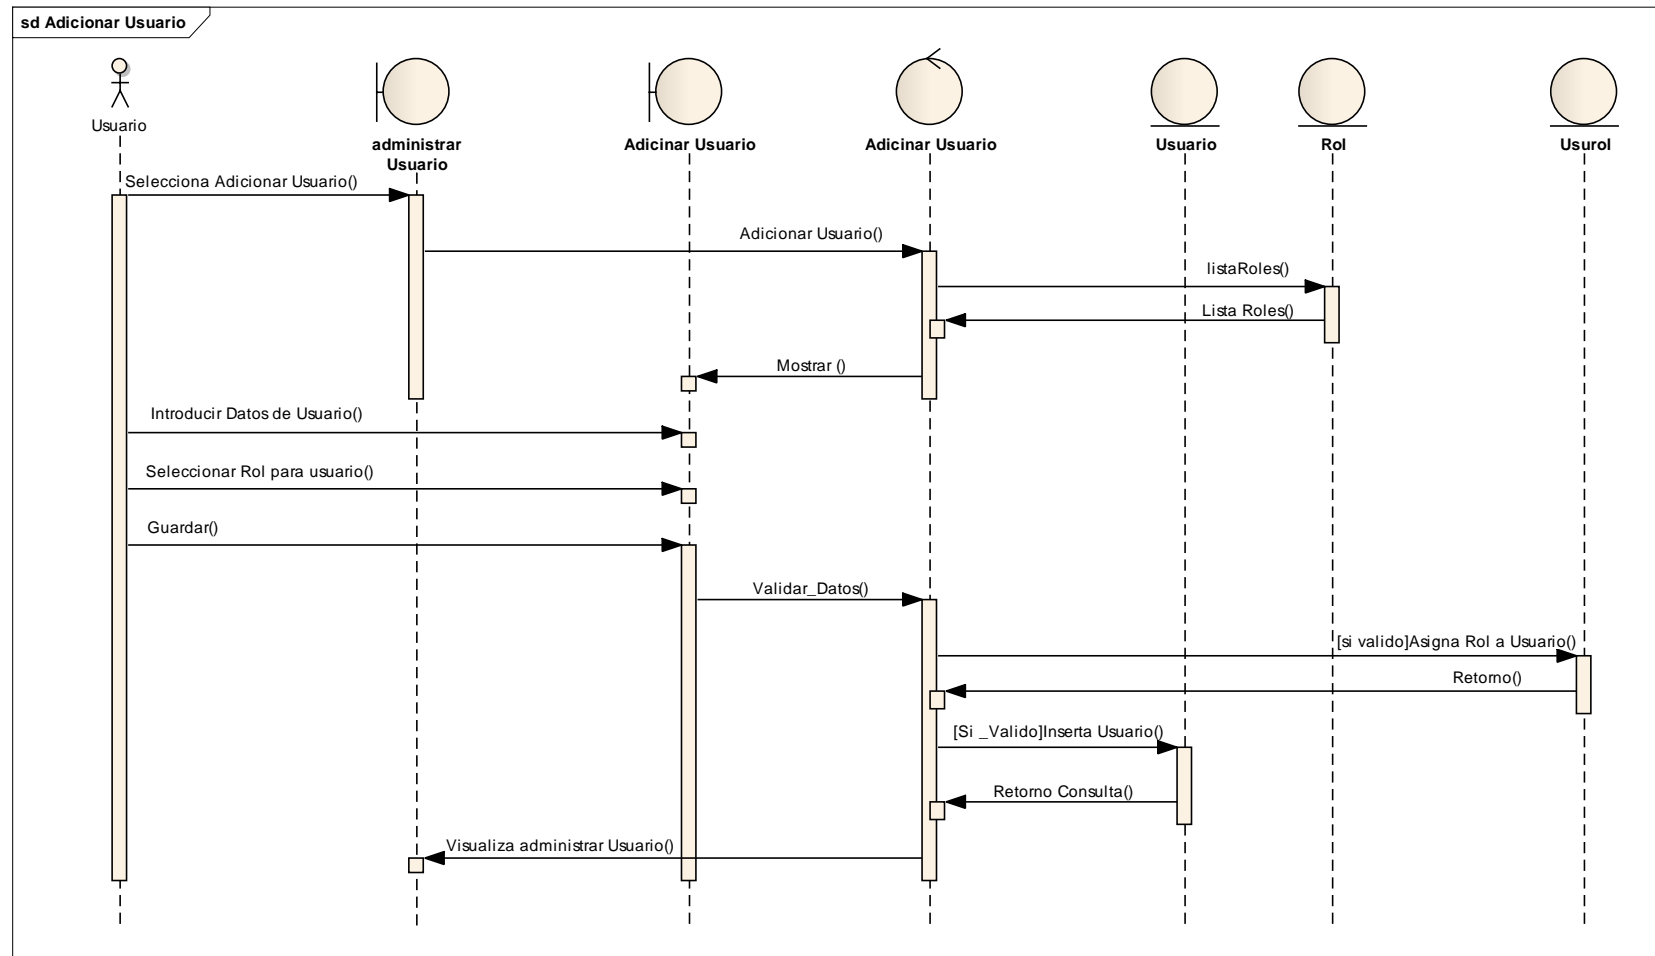 sd Adicionar Usuario
Usuario
administrar
Usuario
Adicinar Usuario
Adicinar Usuario
Usuario
Rol
Usurol
Selecciona Adicionar Usuario()
Adicionar Usuario()
listaRoles()
Lista Roles()
Mostrar ()
Introducir Datos de Usuario()
Seleccionar Rol para usuario()
Guardar()
Validar_Datos()
[si valido]Asigna Rol a Usuario()
Retorno()
[Si _Valido]Inserta Usuario()
Retorno Consulta()
Visualiza administrar Usuario()